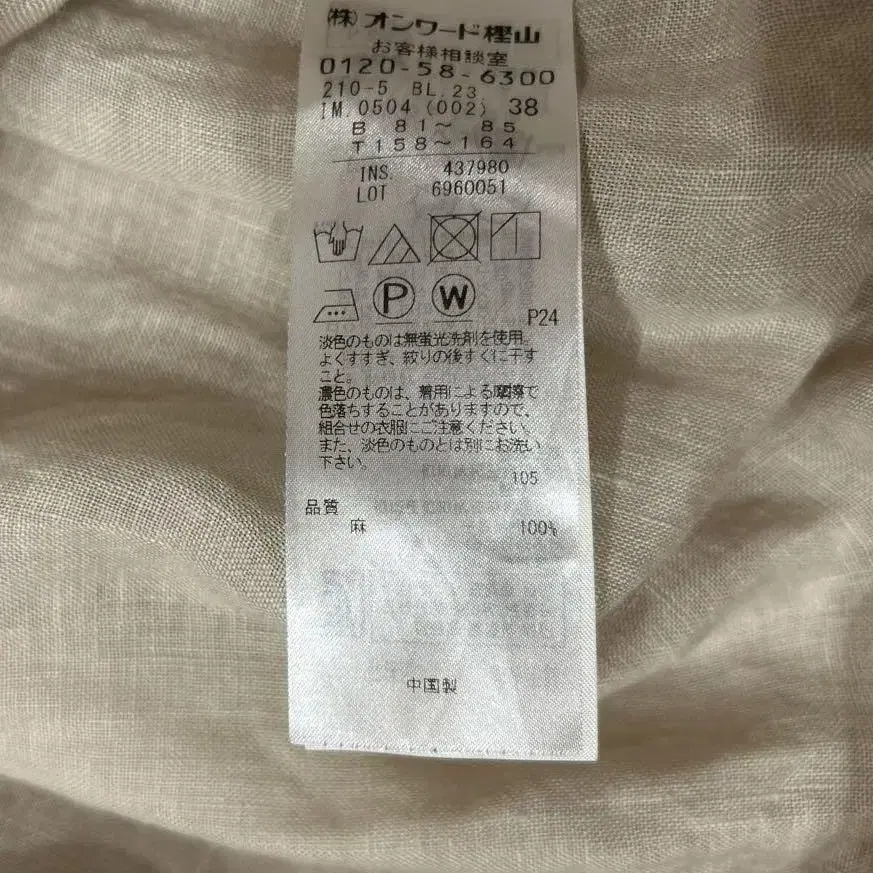 (株)オンワード樫山
お客様相談室
0120-58-6300
210-5 BL.23
IM.0504 (002) 38
B 81～ 85
T158～164
INS. 437980
LOT 6960051
P W
P24
淡色のものは無蛍光洗剤を使用。
よくすすぎ、絞りの後すぐに干す
こと。
濃色のものは、着用による摩擦で
色落ちすることがありますので、
組合せの衣服にご注意ください。
また、淡色のものとは別にお洗い
下さい。
105
品質
麻 100%
中国製